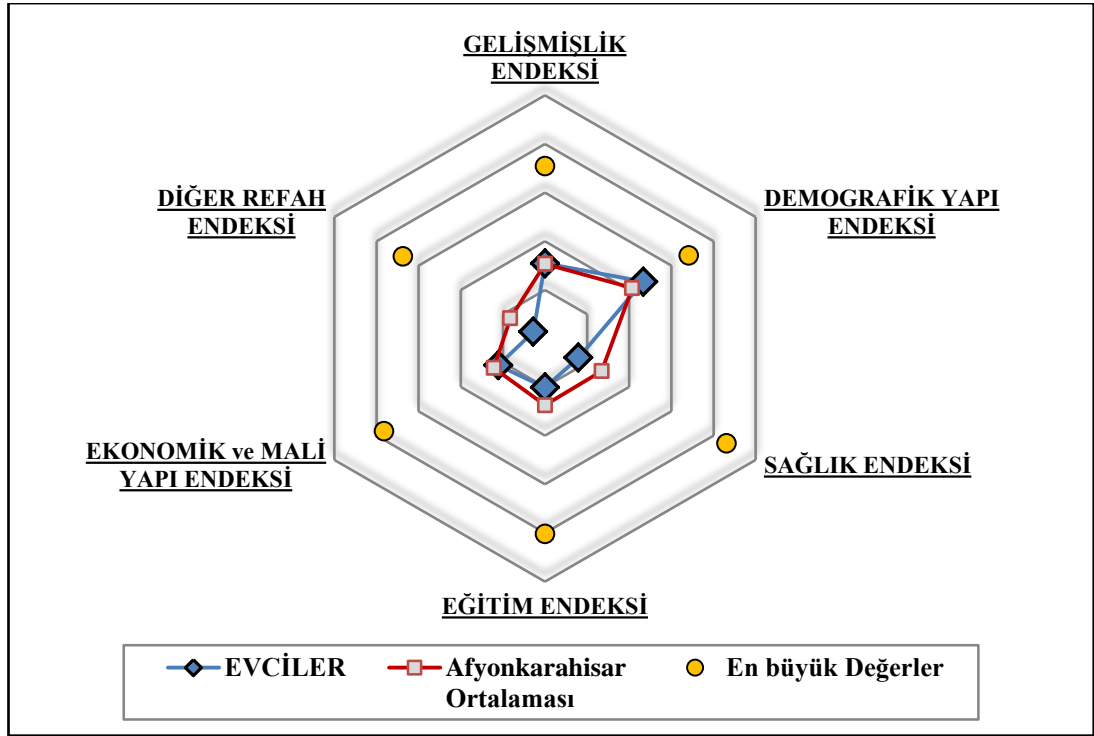 GELİŞMİŞLİK
ENDEKSİ
DİĞER REFAH
ENDEKSİ
DEMOGRAFİK YAPI
ENDEKSİ
EKONOMİK ve MALİ
YAPI ENDEKSİ
SAĞLIK ENDEKSİ
EĞİTİM ENDEKSİ
EVCİLER
Afyonkarahisar
Ortalaması
En büyük Değerler